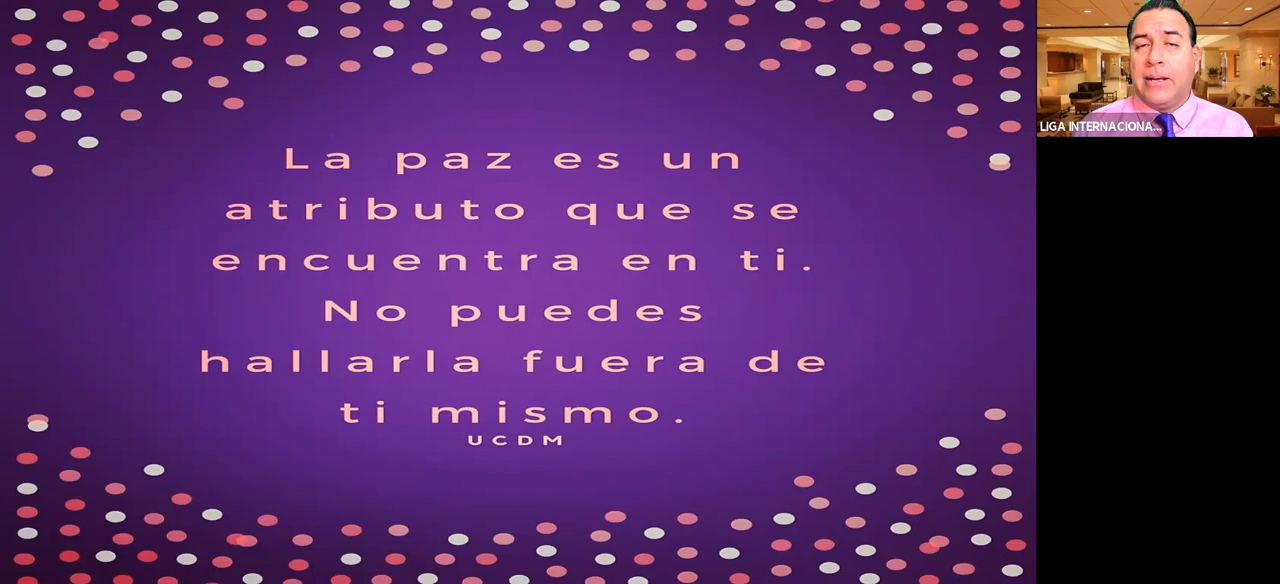 La paz es un
atributo que se
encuentra en ti.
No puedes
hallarla fuera de
ti mismo.
UCDM
LIGA INTERNACIONA...